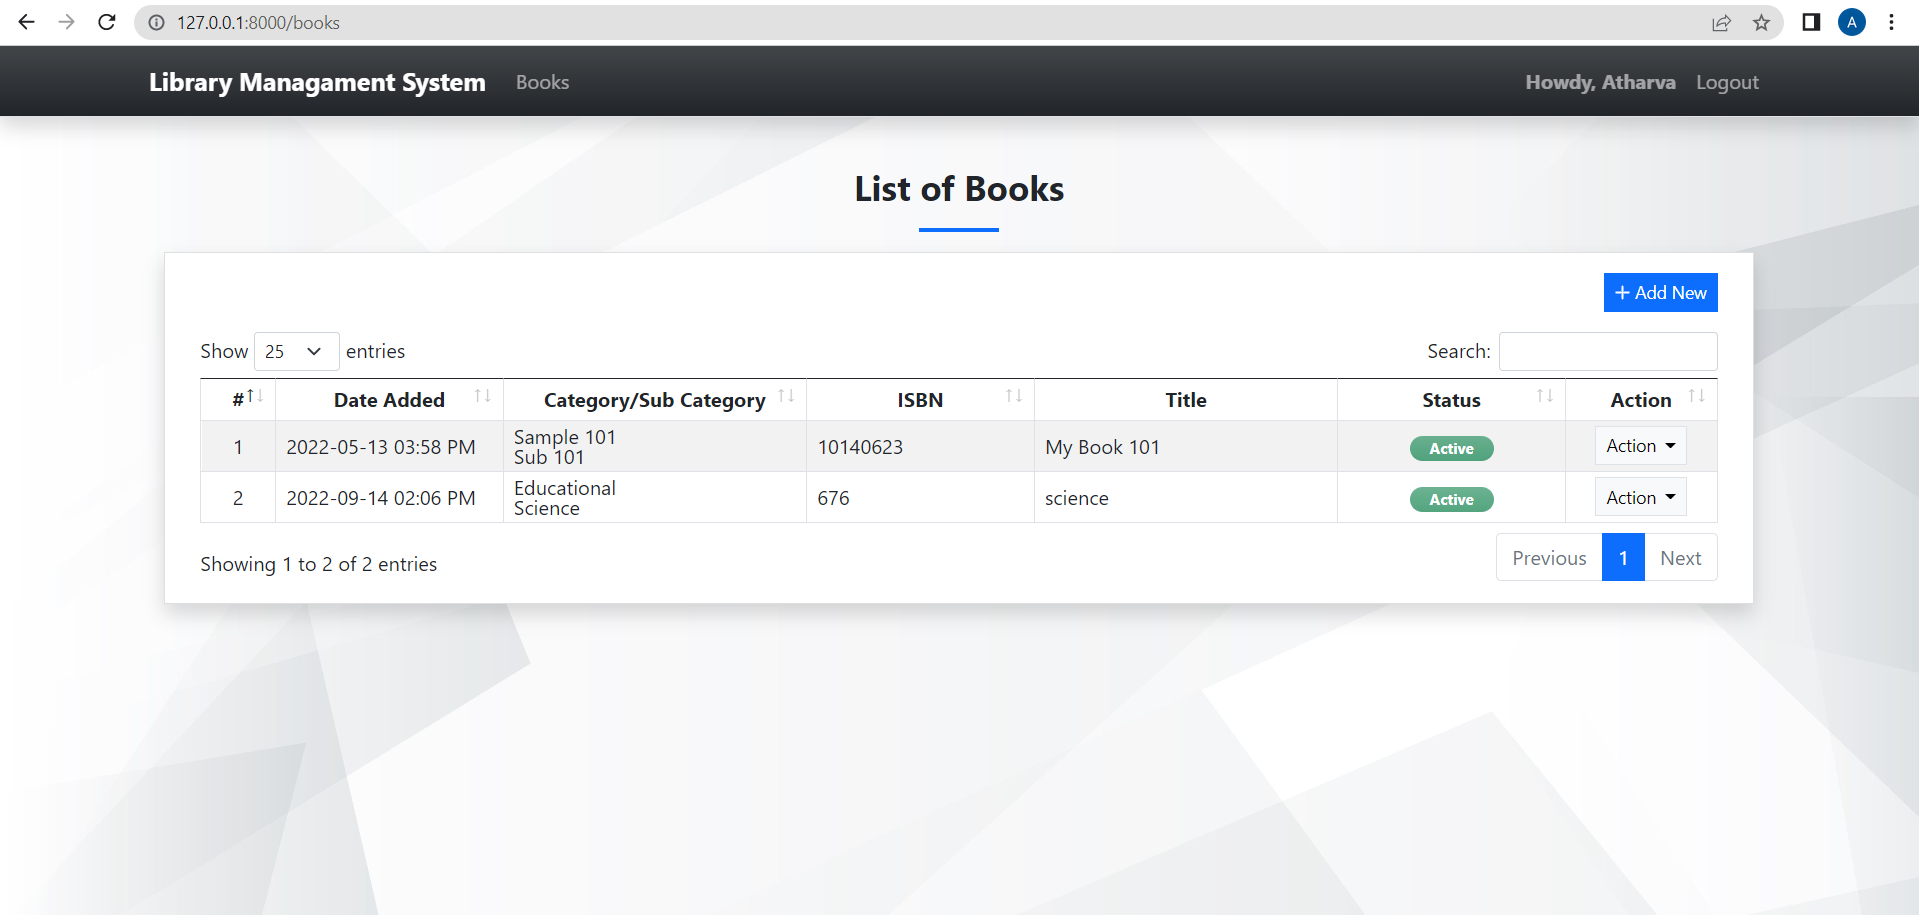 127.0.0.1:8000/books
A
Library Managament System Books Howdy, Atharva Logout
List of Books
+ Add New
Show 25 entries Search:
# Date Added Category/Sub Category ISBN Title Status Action
1 2022-05-13 03:58 PM Sample 101 10140623 My Book 101 Active Action
Sub 101
2 2022-09-14 02:06 PM Educational 676 science Active Action
Science
Showing 1 to 2 of 2 entries Previous 1 Next